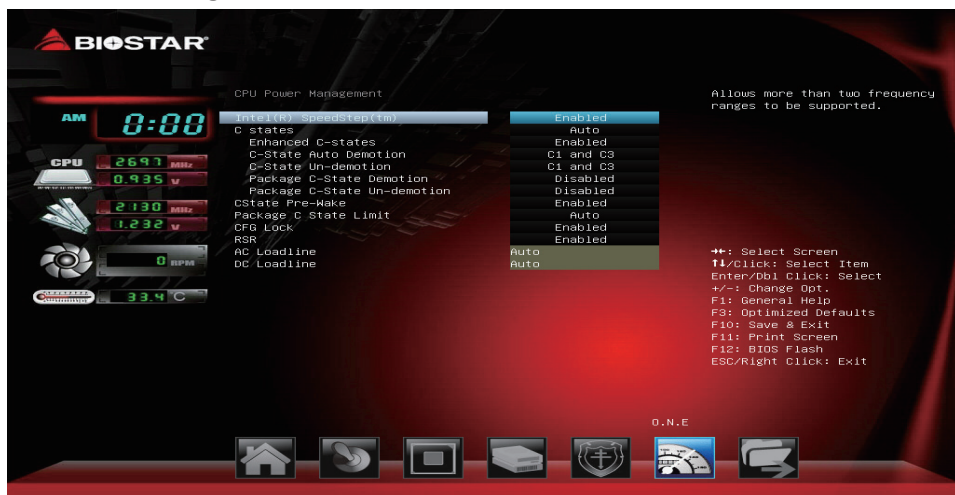 BIOSTAR
CPU Power Management
Allows more than two frequency
ranges to be supported.
AM 0:00
CPU 2697 MHz
0.935 V
2130 MHz
1.232 V
0 RPM
33.4 °C
Intel(R) SpeedStep(tm) Enabled
C states Auto
Enhanced C-states Enabled
C-State Auto Demotion C1 and C3
C-State Un-demotion C1 and C3
Package C-State Demotion Disabled
Package C-State Un-demotion Disabled
CState Pre-Wake Enabled
Package C State Limit Auto
CFG Lock Enabled
RSR Enabled
AC Loadline Auto
DC Loadline Auto
→←: Select Screen
↑↓/Click: Select Item
Enter/Dbl Click: Select
+/-: Change Opt.
F1: General Help
F3: Optimized Defaults
F10: Save & Exit
F11: Print Screen
F12: BIOS Flash
ESC/Right Click: Exit
O.N.E